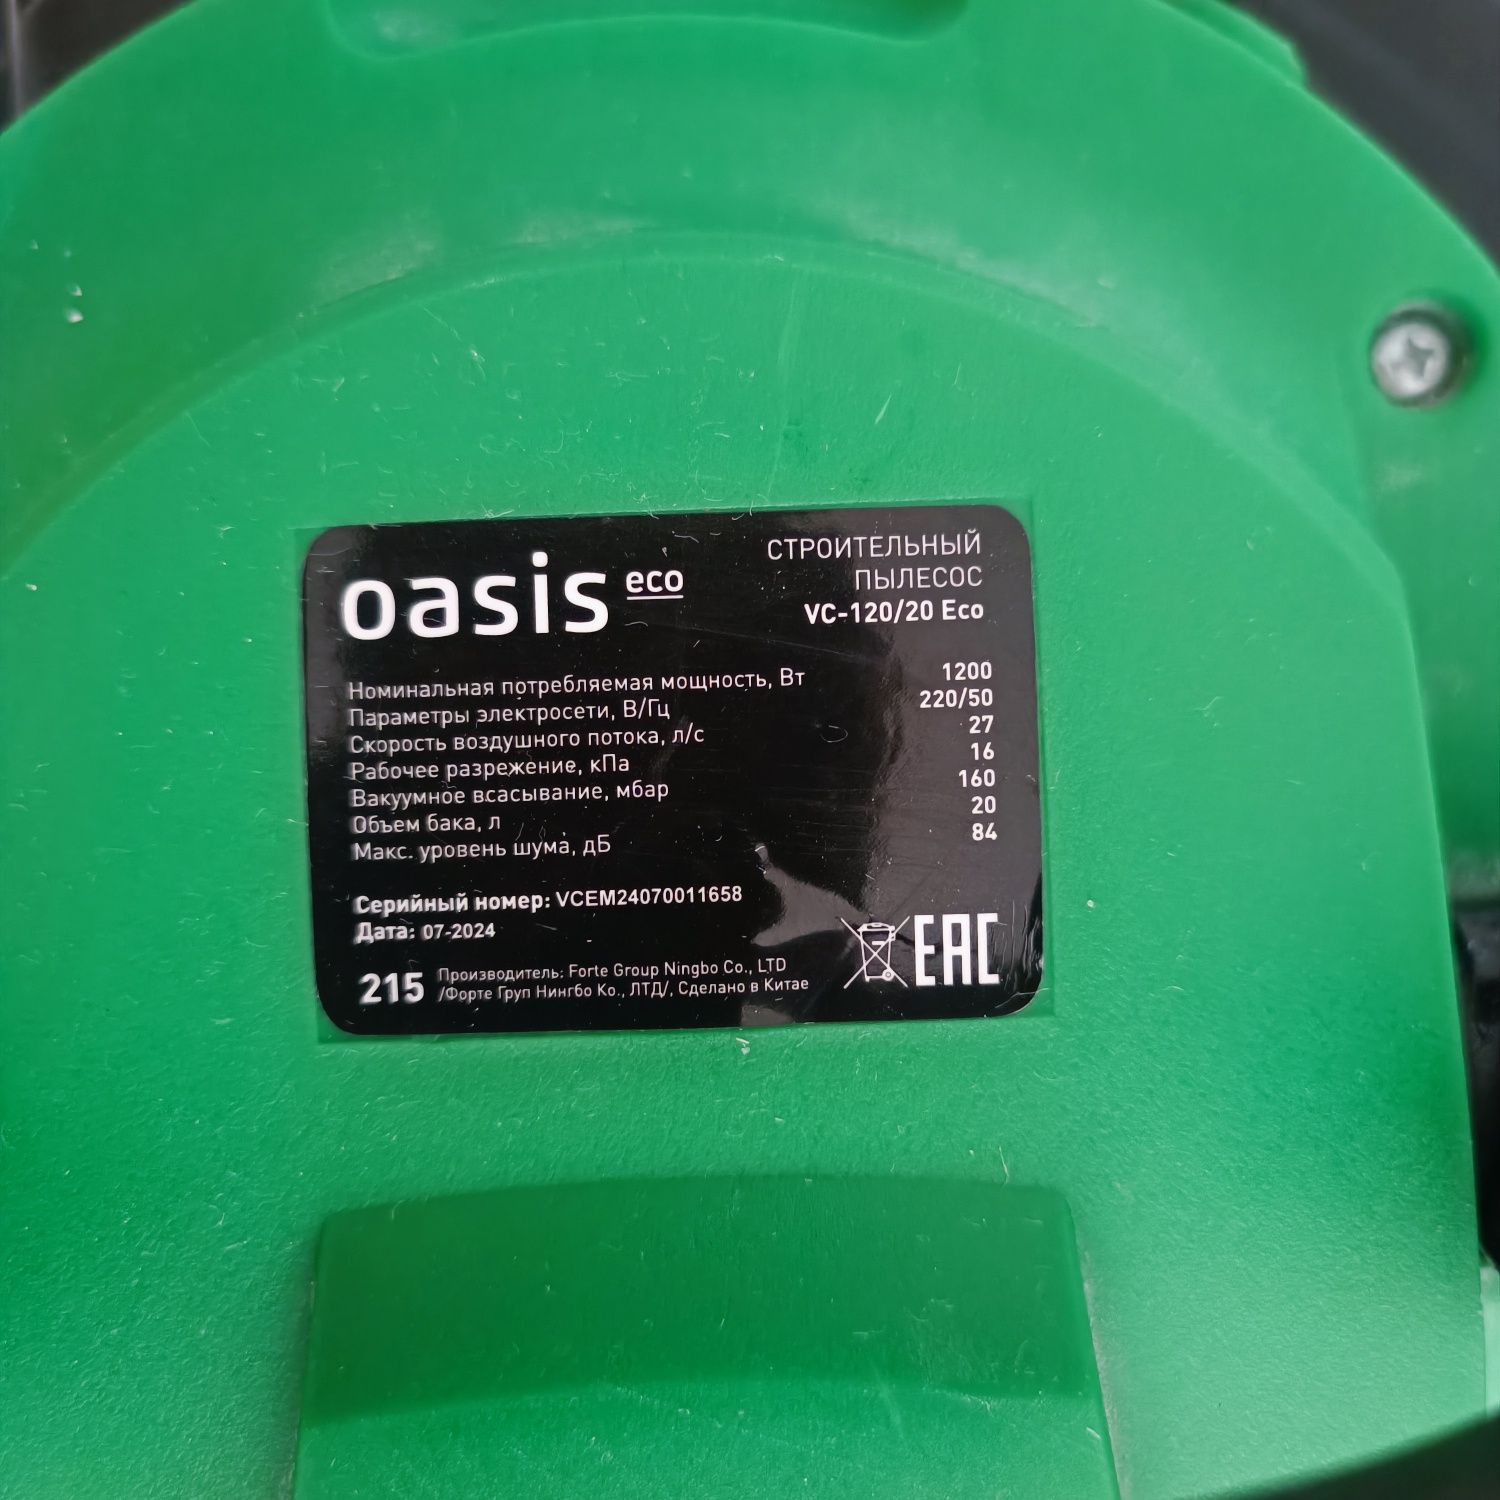 oasis eco
СТРОИТЕЛЬНЫЙ
ПЫЛЕСОС
VC-120/20 Eco
Номинальная потребляемая мощность, Вт 1200
Параметры электросети, В/Гц 220/50
Скорость воздушного потока, л/с 27
Рабочее разрежение, кПа 16
Вакуумное всасывание, мбар 160
Объем бака, л 20
Макс. уровень шума, дБ 84
Серийный номер: VCEM24070011658
Дата: 07-2024
215 Производитель: Forte Group Ningbo Co., LTD
/Форте Груп Нингбо Ко., ЛТД/, Сделано в Китае
EAC